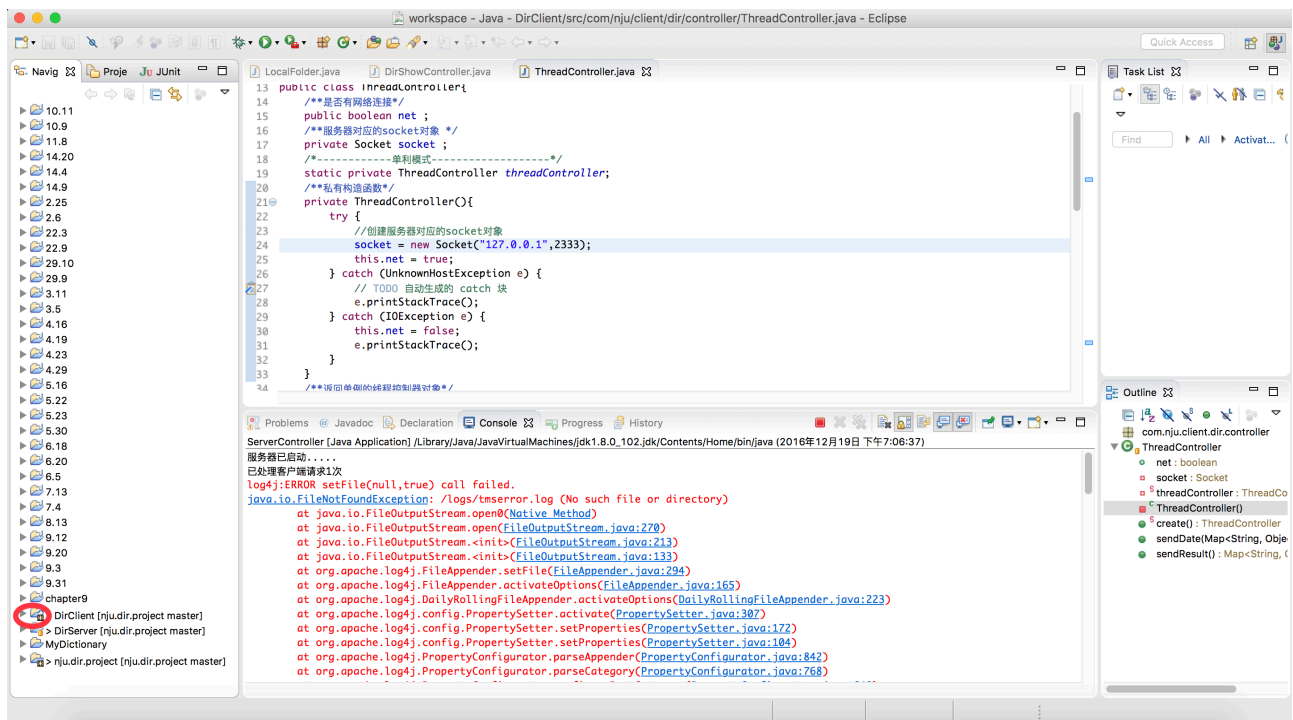 workspace - Java - DirClient/src/com/nju/client/dir/controller/ThreadController.java - Eclipse
Quick Access
Navig
Proje
JUnit
10.11
10.9
11.8
14.20
14.4
14.9
2.25
2.6
22.3
22.9
29.10
29.9
3.11
3.5
4.16
4.19
4.23
4.29
5.16
5.22
5.23
5.30
6.18
6.20
6.5
7.13
7.4
8.13
9.12
9.20
9.3
9.31
chapter9
DirClient [nju.dir.project master]
> DirServer [nju.dir.project master]
MyDictionary
> nju.dir.project [nju.dir.project master]
LocalFolder.java
DirShowController.java
ThreadController.java
13 public class ThreadController{
14 /**是否有网络连接*/
15 public boolean net ;
16 /**服务器对应的socket对象 */
17 private Socket socket ;
18 /*------------单利模式-------------------*/
19 static private ThreadController threadController;
20 /**私有构造函数*/
21 private ThreadController(){
22 try {
23 //创建服务器对应的socket对象
24 socket = new Socket("127.0.0.1",2333);
25 this.net = true;
26 } catch (UnknownHostException e) {
27 // TODO 自动生成的 catch 块
28 e.printStackTrace();
29 } catch (IOException e) {
30 this.net = false;
31 e.printStackTrace();
32 }
33 }
34 /**返回单例的线程控制器对象*/
Problems
Javadoc
Declaration
Console
Progress
History
ServerController [Java Application] /Library/Java/JavaVirtualMachines/jdk1.8.0_102.jdk/Contents/Home/bin/java (2016年12月19日 下午7:06:37)
服务器已启动.....
已处理客户端请求1次
log4j:ERROR setFile(null,true) call failed.
java.io.FileNotFoundException: /logs/tmserror.log (No such file or directory)
at java.io.FileOutputStream.open0(Native Method)
at java.io.FileOutputStream.open(FileOutputStream.java:270)
at java.io.FileOutputStream.<init>(FileOutputStream.java:213)
at java.io.FileOutputStream.<init>(FileOutputStream.java:133)
at org.apache.log4j.FileAppender.setFile(FileAppender.java:294)
at org.apache.log4j.FileAppender.activateOptions(FileAppender.java:165)
at org.apache.log4j.DailyRollingFileAppender.activateOptions(DailyRollingFileAppender.java:223)
at org.apache.log4j.config.PropertySetter.activate(PropertySetter.java:307)
at org.apache.log4j.config.PropertySetter.setProperties(PropertySetter.java:172)
at org.apache.log4j.config.PropertySetter.setProperties(PropertySetter.java:104)
at org.apache.log4j.PropertyConfigurator.parseAppender(PropertyConfigurator.java:842)
at org.apache.log4j.PropertyConfigurator.parseCategory(PropertyConfigurator.java:768)
Task List
Find
All
Activat...
Outline
com.nju.client.dir.controller
ThreadController
net : boolean
socket : Socket
threadController : ThreadCo
ThreadController()
create() : ThreadController
sendDate(Map<String, Obje
sendResult() : Map<String, (